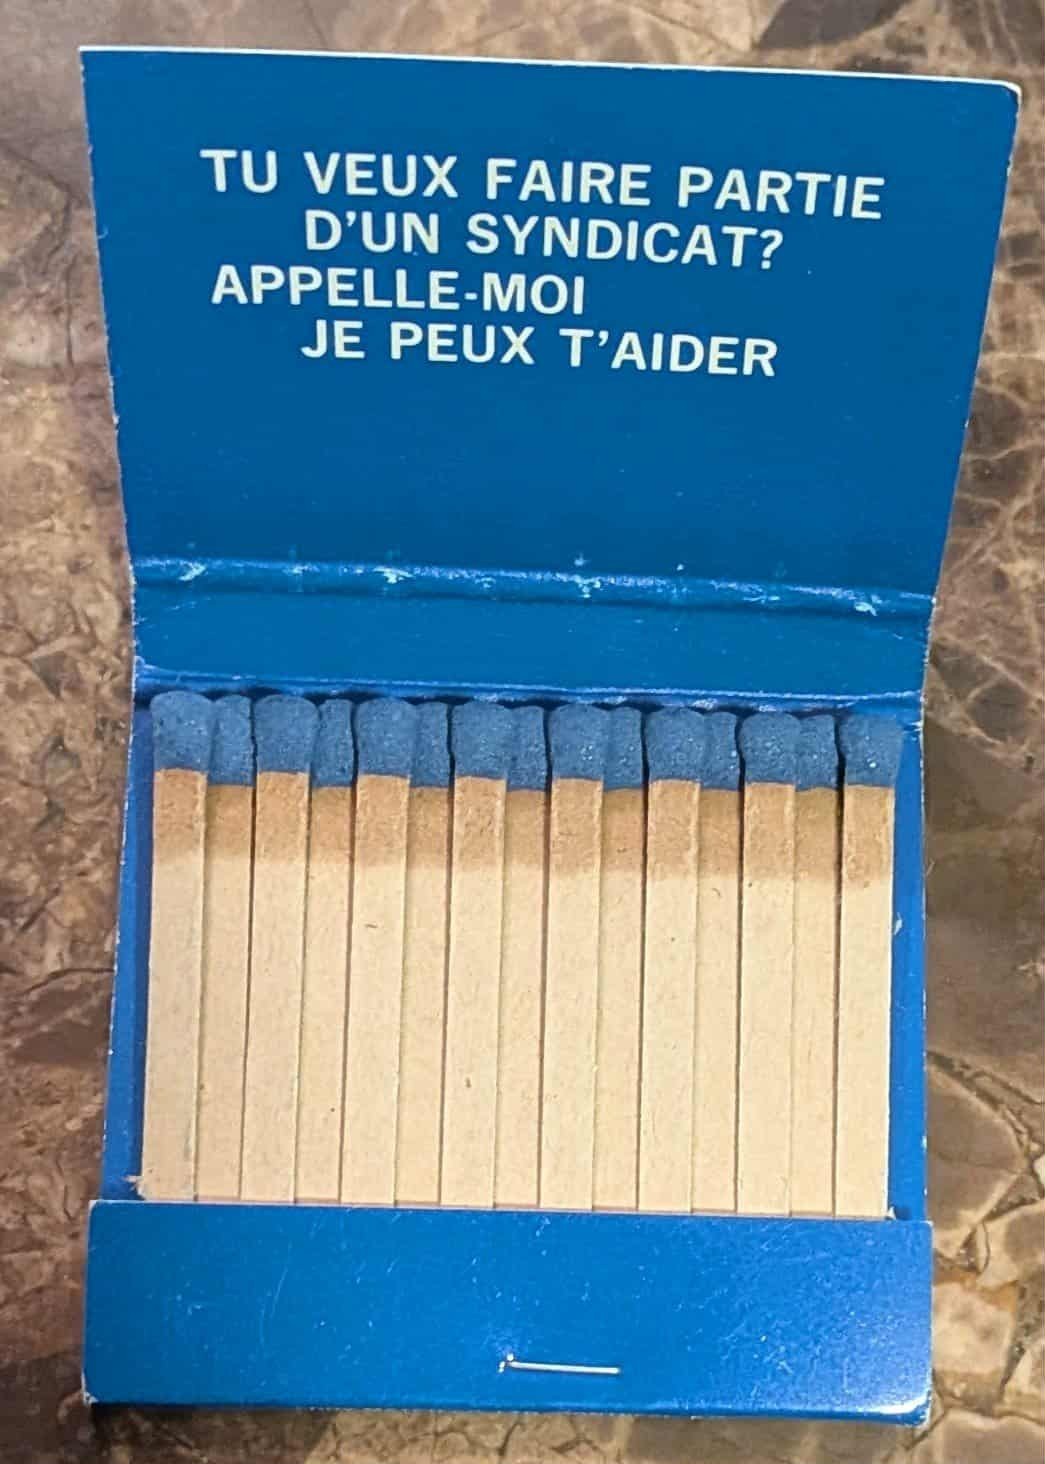 TU VEUX FAIRE PARTIE
D'UN SYNDICAT?
APPELLE-MOI
JE PEUX T'AIDER